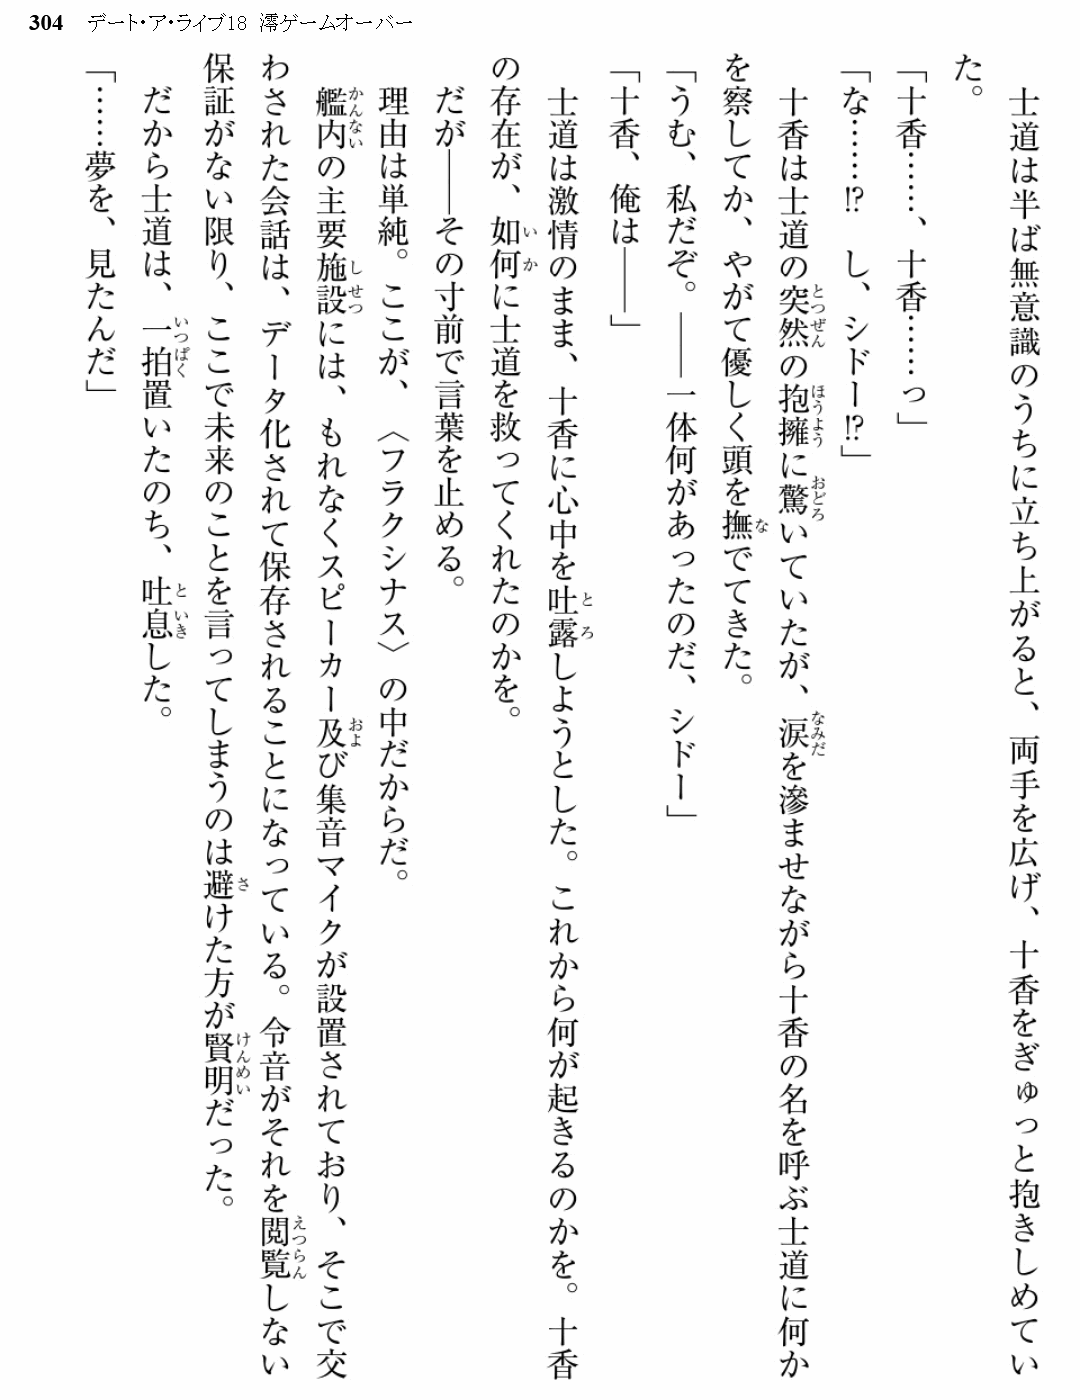 304 デート・ア・ライブ18 澪ゲームオーバー
　士道は半ば無意識のうちに立ち上がると、両手を広げ、十香をぎゅっと抱きしめてい
た。
「十香……、十香……っ」
「な……⁉　し、シドー⁉」
　十香は士道の突然の抱擁に驚いていたが、涙を滲ませながら十香の名を呼ぶ士道に何か
を察してか、やがて優しく頭を撫でてきた。
「うむ、私だぞ。――一体何があったのだ、シドー」
「十香、俺は――」
　士道は激情のまま、十香に心中を吐露しようとした。これから何が起きるのかを。十香
の存在が、如何に士道を救ってくれたのかを。
　だが――その寸前で言葉を止める。
　理由は単純。ここが、〈フラクシナス〉の中だからだ。
　艦内の主要施設には、もれなくスピーカー及び集音マイクが設置されており、そこで交
わされた会話は、データ化されて保存されることになっている。令音がそれを閲覧しない
保証がない限り、ここで未来のことを言ってしまうのは避けた方が賢明だった。
　だから士道は、一拍置いたのち、吐息した。
「……夢を、見たんだ」